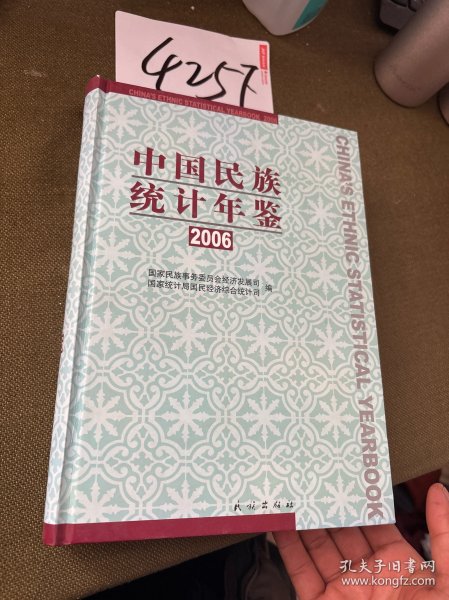 4257
CHINA'S ETHNIC STATISTICAL YEARBOOK 2006
中国民族
统计年鉴
2006
国家民族事务委员会经济发展司
国家统计局国民经济综合统计司
编
CHINA'S ETHNIC STATISTICAL YEARBOOK
民族出版社
孔夫子旧书网
www.kongfz.com